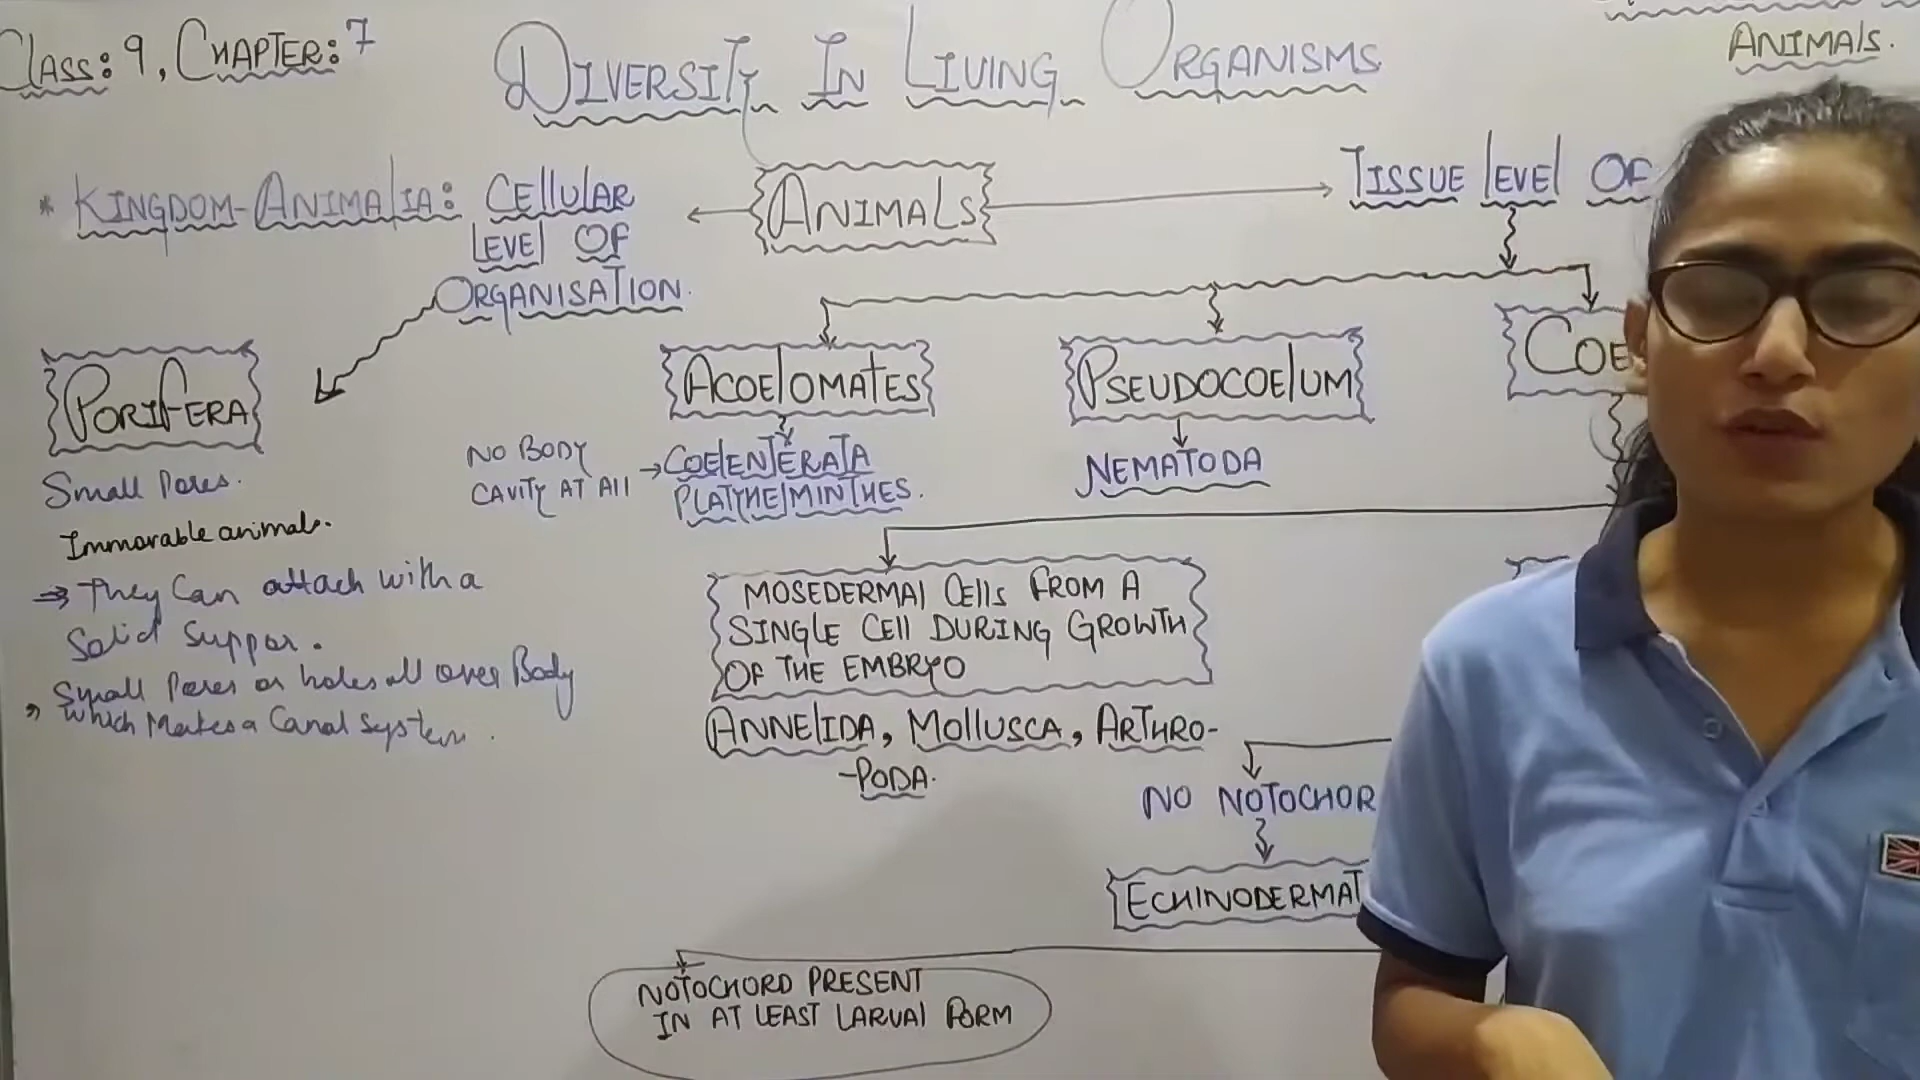 CLASS: 9, CHAPTER: 7
DIVERSITY IN LIVING ORGANISMS
ANIMALS.
* KINGDOM-ANIMALIA: CELLULAR
LEVEL OF
ORGANISATION.
ANIMALS
TISSUE LEVEL OF
PORIFERA
Small Pores.
Immovable animals.
⇒ They Can attach with a
Solid Suppor.
Small Pores or holes all over Body
which Makes a Canal System.
ACOELOMATES
NO BODY
CAVITY AT All →
COELENTERATA
PLATYHELMINTHES.
PSEUDOCOELUM
NEMATODA
COE
MOSEDERMAL CELLS FROM A
SINGLE CELL DURING GROWTH
OF THE EMBRYO
ANNELIDA, MOLLUSCA, ARTHRO-
-PODA.
NO NOTOCHOR
ECHINODERMAT
NOTOCHORD PRESENT
IN AT LEAST LARVAL FORM